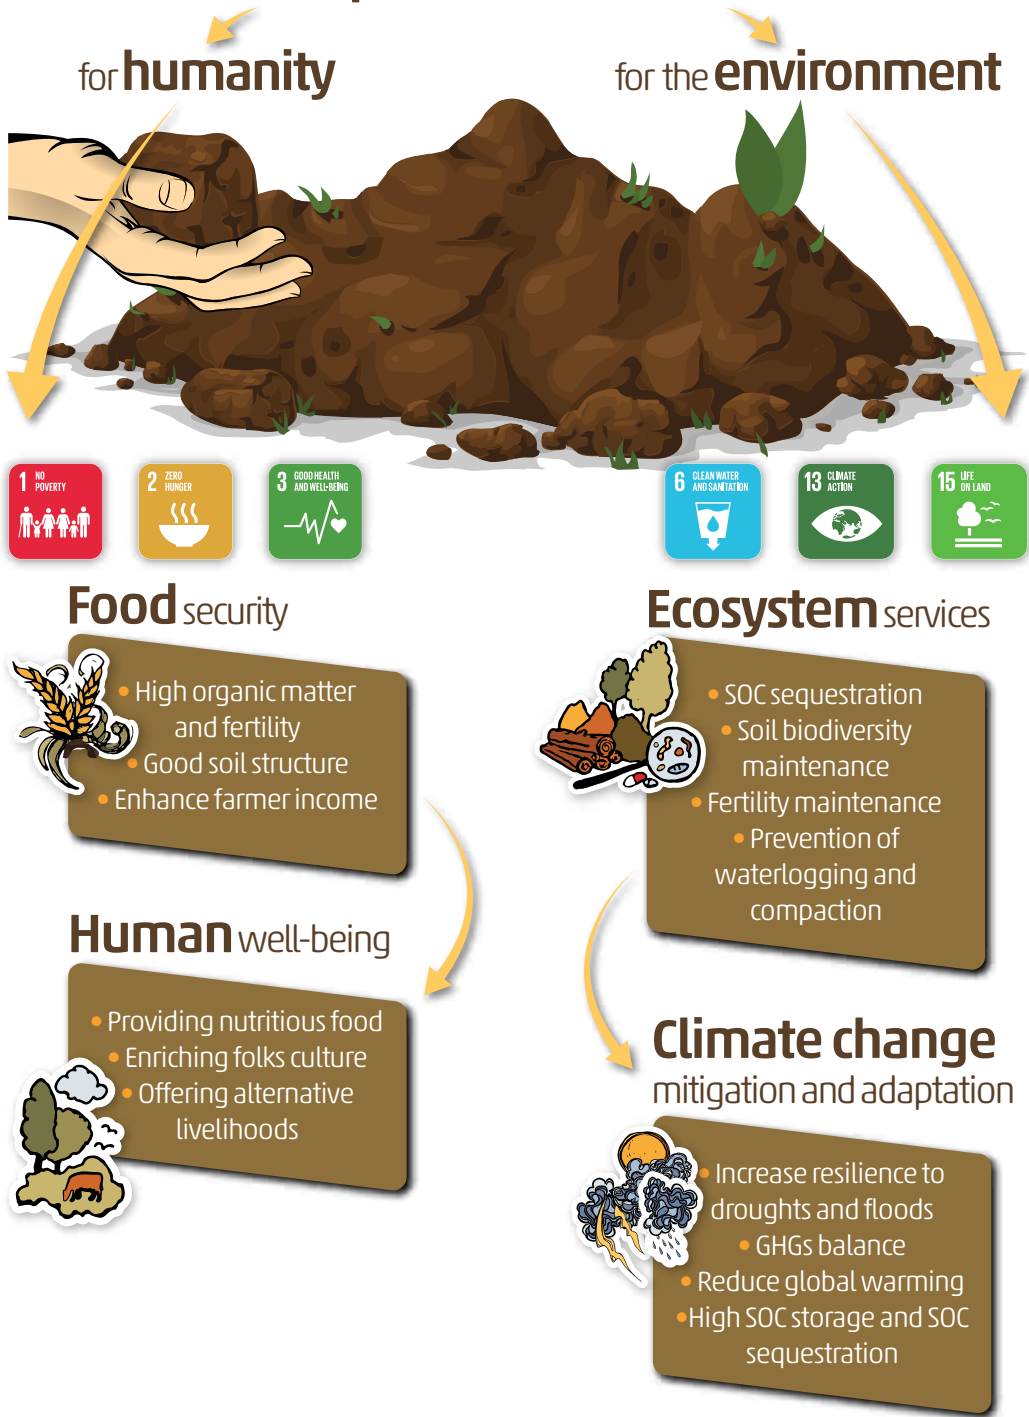 for humanity
for the environment
1 NO POVERTY
2 ZERO HUNGER
3 GOOD HEALTH AND WELL-BEING
6 CLEAN WATER AND SANITATION
13 CLIMATE ACTION
15 LIFE ON LAND
Food security
• High organic matter
and fertility
• Good soil structure
• Enhance farmer income
Human well-being
• Providing nutritious food
• Enriching folks culture
• Offering alternative
livelihoods
Ecosystem services
• SOC sequestration
• Soil biodiversity
maintenance
• Fertility maintenance
• Prevention of
waterlogging and
compaction
Climate change
mitigation and adaptation
• Increase resilience to
droughts and floods
• GHGs balance
• Reduce global warming
• High SOC storage and SOC
sequestration